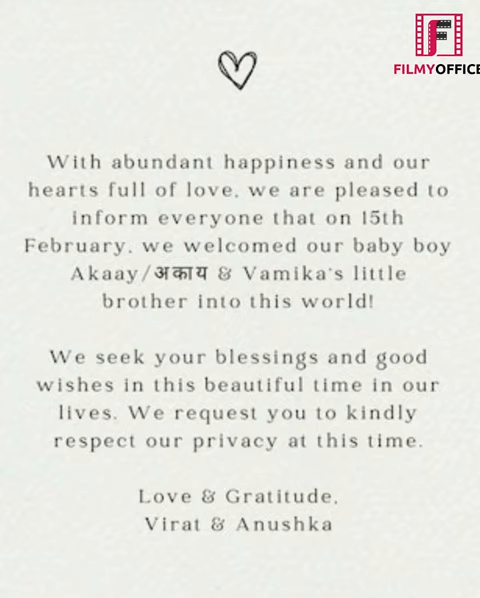 FILMYOFFICE
With abundant happiness and our
hearts full of love, we are pleased to
inform everyone that on 15th
February, we welcomed our baby boy
Akaay/अकाय & Vamika's little
brother into this world!
We seek your blessings and good
wishes in this beautiful time in our
lives. We request you to kindly
respect our privacy at this time.
Love & Gratitude,
Virat & Anushka